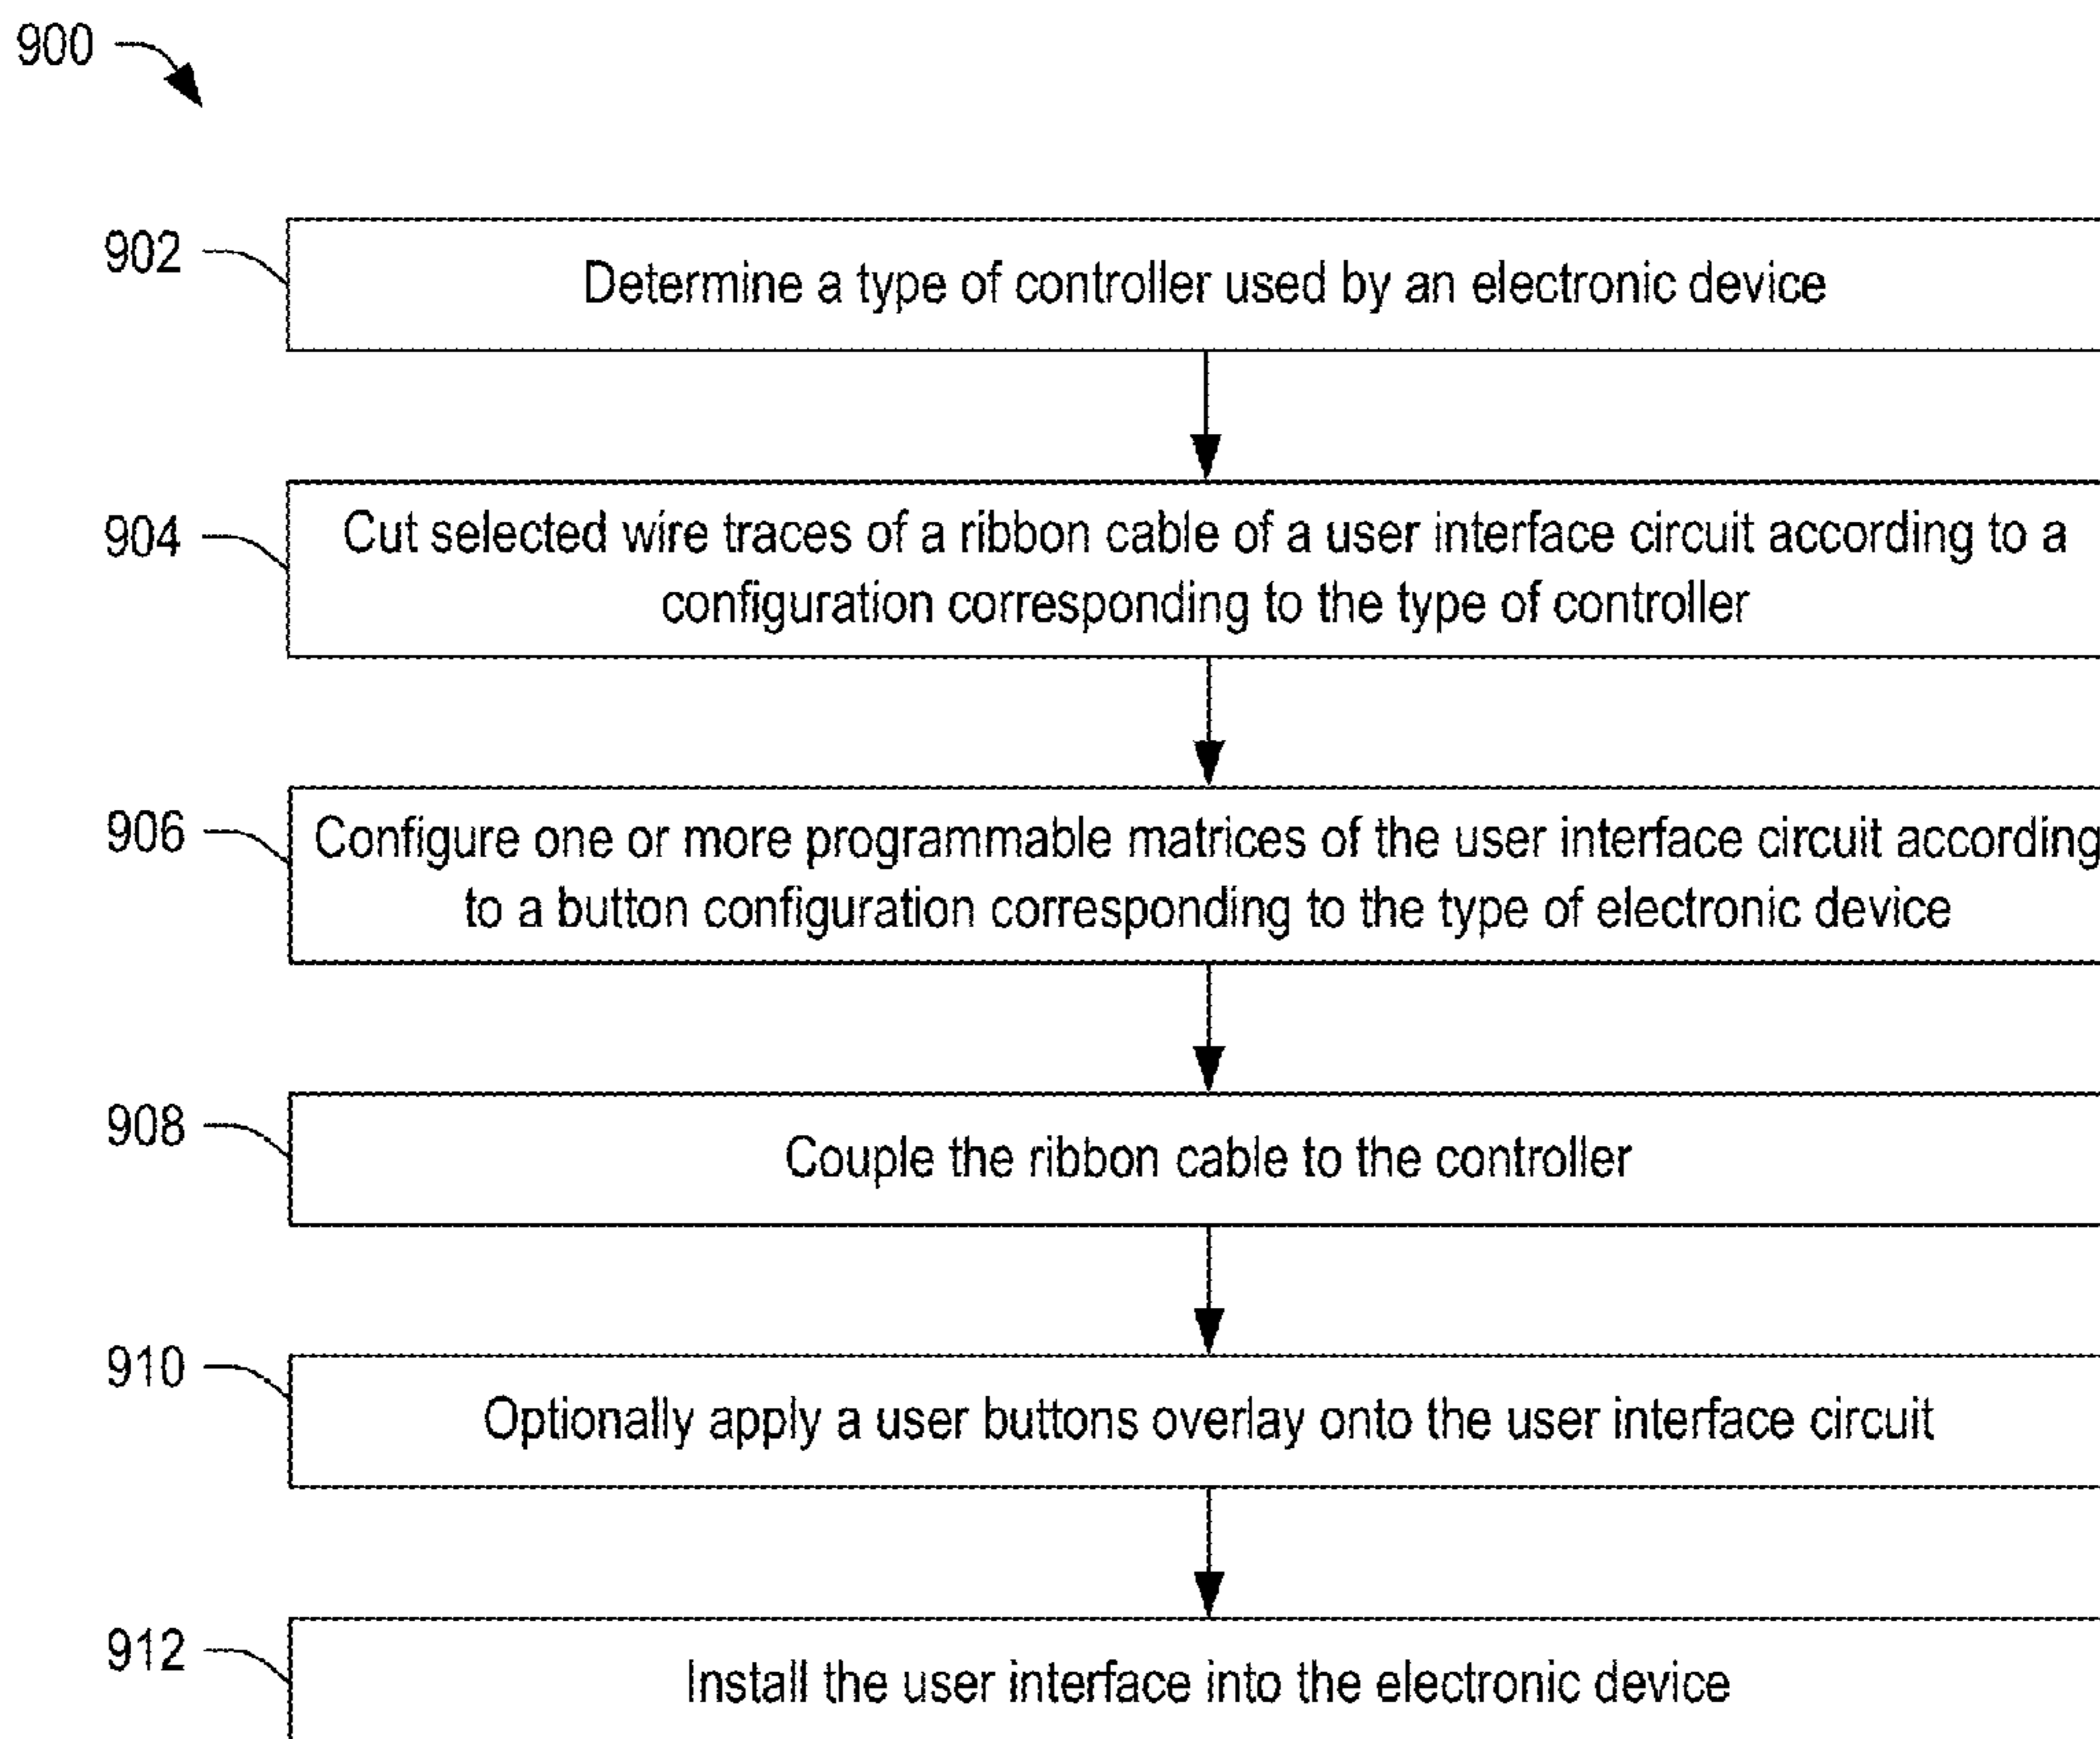 900
902
Determine a type of controller used by an electronic device
904
Cut selected wire traces of a ribbon cable of a user interface circuit according to a
configuration corresponding to the type of controller
906
Configure one or more programmable matrices of the user interface circuit according
to a button configuration corresponding to the type of electronic device
908
Couple the ribbon cable to the controller
910
Optionally apply a user buttons overlay onto the user interface circuit
912
Install the user interface into the electronic device